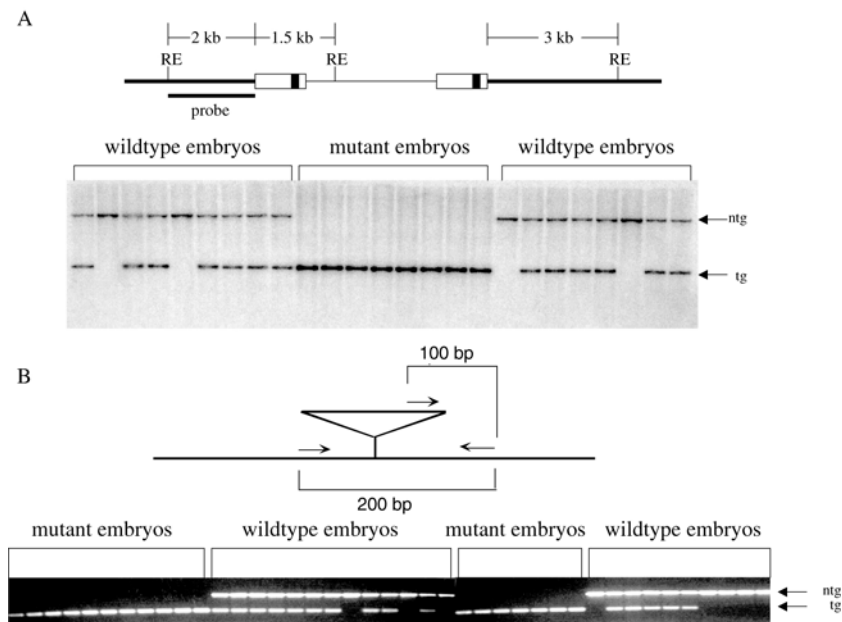 A
2 kb 1.5 kb 3 kb
RE RE RE
probe
wildtype embryos mutant embryos wildtype embryos
ntg
tg
B
100 bp
200 bp
mutant embryos wildtype embryos mutant embryos wildtype embryos
ntg
tg